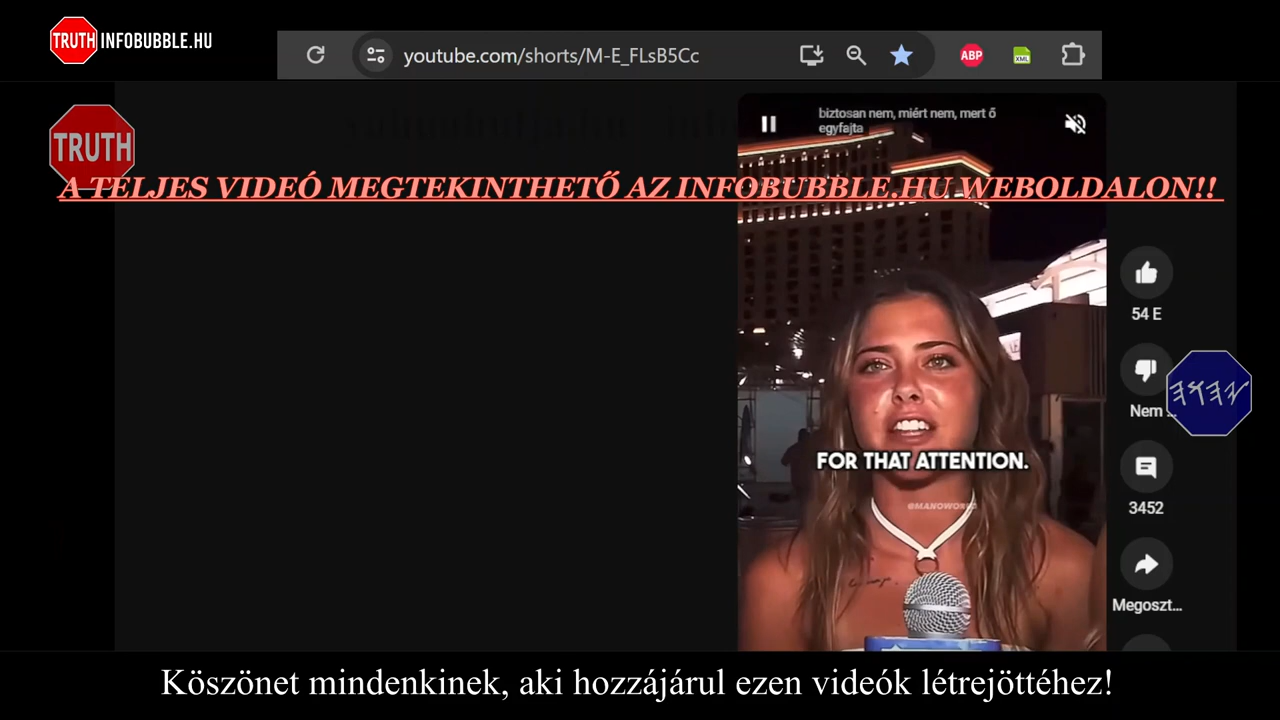 TRUTH INFOBUBBLE.HU
youtube.com/shorts/M-E_FLsB5Cc
ABP
XML
biztosan nem, miért nem, mert ő
egyfajta
TRUTH
A TELJES VIDEÓ MEGTEKINTHETŐ AZ INFOBUBBLE.HU WEBOLDALON!!
54 E
Nem ...
𐤉𐤄𐤅𐤄
FOR THAT ATTENTION.
3452
Megoszt...
Köszönet mindenkinek, aki hozzájárul ezen videók létrejöttéhez!